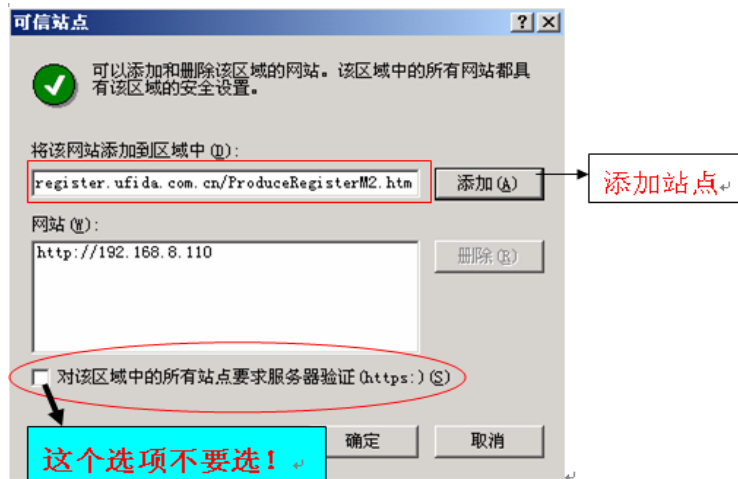 可信站点
可以添加和删除该区域的网站。该区域中的所有网站都具
有该区域的安全设置。
将该网站添加到区域中(D):
register.ufida.com.cn/ProduceRegisterM2.htm
添加(A)
添加站点
网站(W):
http://192.168.8.110
删除(R)
对该区域中的所有站点要求服务器验证(https:)(S)
这个选项不要选！
确定
取消